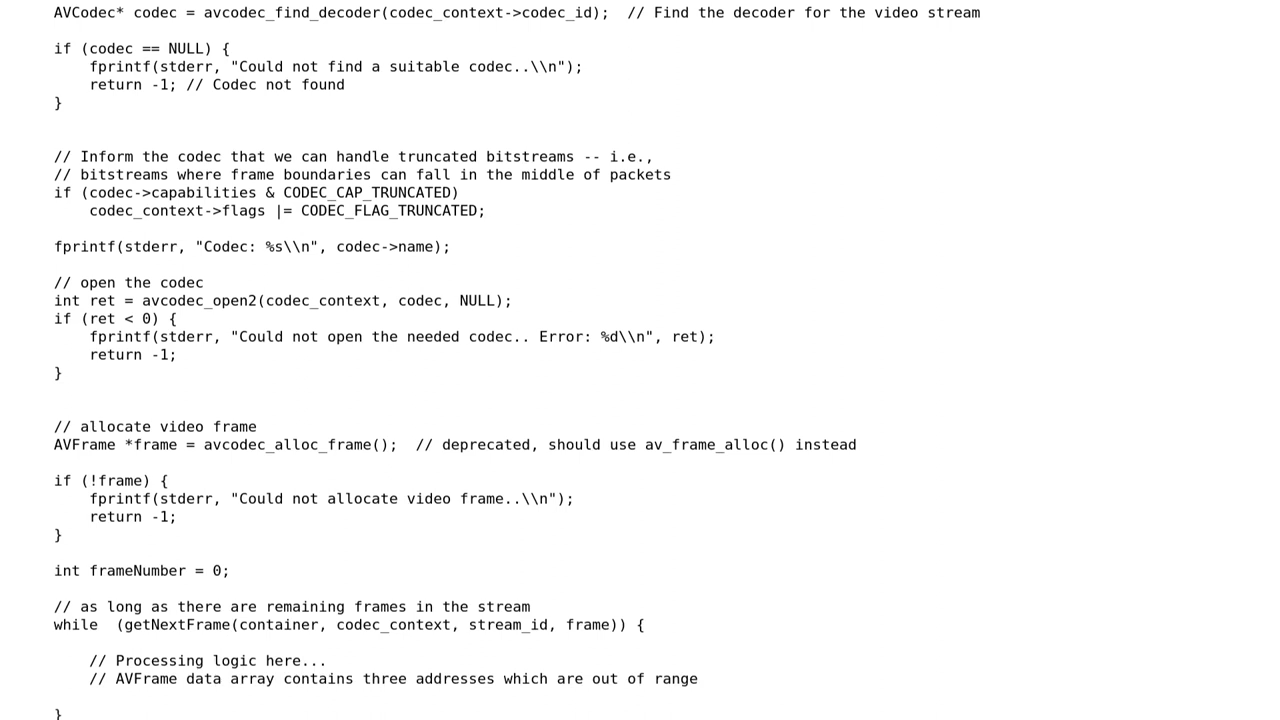 AVCodec* codec = avcodec_find_decoder(codec_context->codec_id);  // Find the decoder for the video stream
if (codec == NULL) {
    fprintf(stderr, "Could not find a suitable codec..\\n");
    return -1; // Codec not found
}
// Inform the codec that we can handle truncated bitstreams -- i.e.,
// bitstreams where frame boundaries can fall in the middle of packets
if (codec->capabilities & CODEC_CAP_TRUNCATED)
    codec_context->flags |= CODEC_FLAG_TRUNCATED;
fprintf(stderr, "Codec: %s\\n", codec->name);
// open the codec
int ret = avcodec_open2(codec_context, codec, NULL);
if (ret < 0) {
    fprintf(stderr, "Could not open the needed codec.. Error: %d\\n", ret);
    return -1;
}
// allocate video frame
AVFrame *frame = avcodec_alloc_frame();  // deprecated, should use av_frame_alloc() instead
if (!frame) {
    fprintf(stderr, "Could not allocate video frame..\\n");
    return -1;
}
int frameNumber = 0;
// as long as there are remaining frames in the stream
while  (getNextFrame(container, codec_context, stream_id, frame)) {
    // Processing logic here...
    // AVFrame data array contains three addresses which are out of range
}